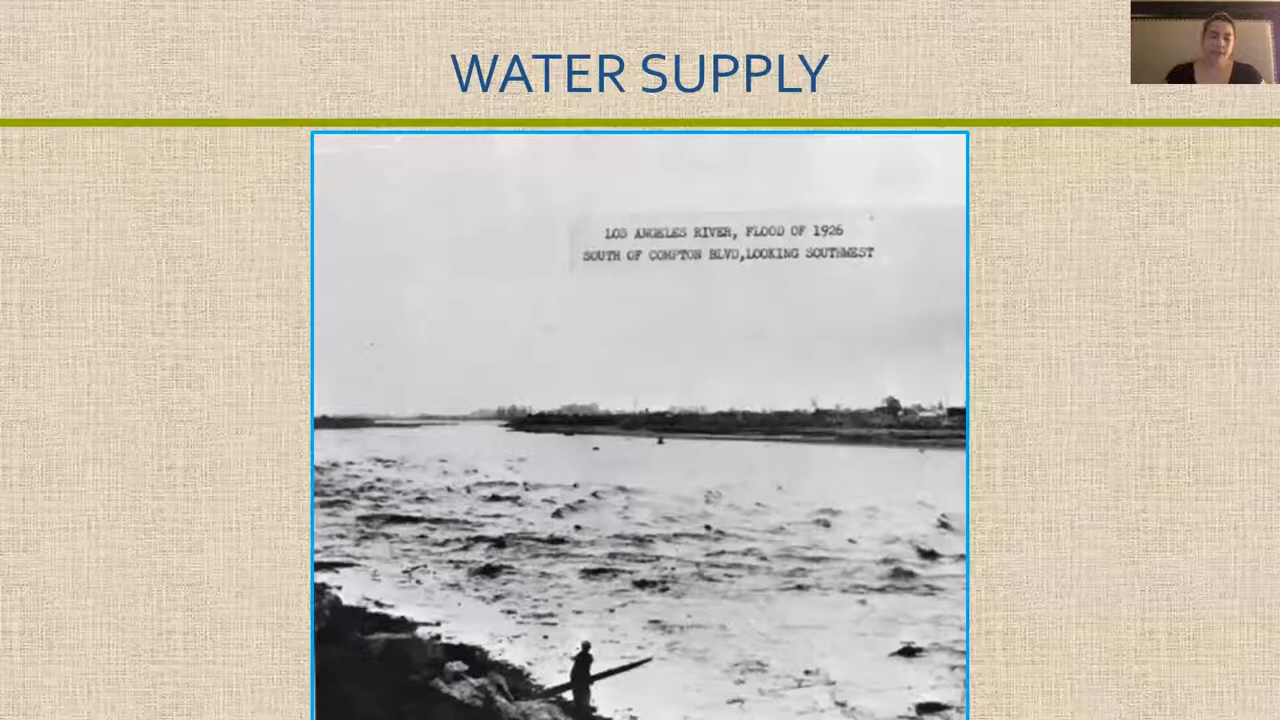 WATER SUPPLY
LOS ANGELES RIVER, FLOOD OF 1926
SOUTH OF COMPTON BLVD,LOOKING SOUTHWEST